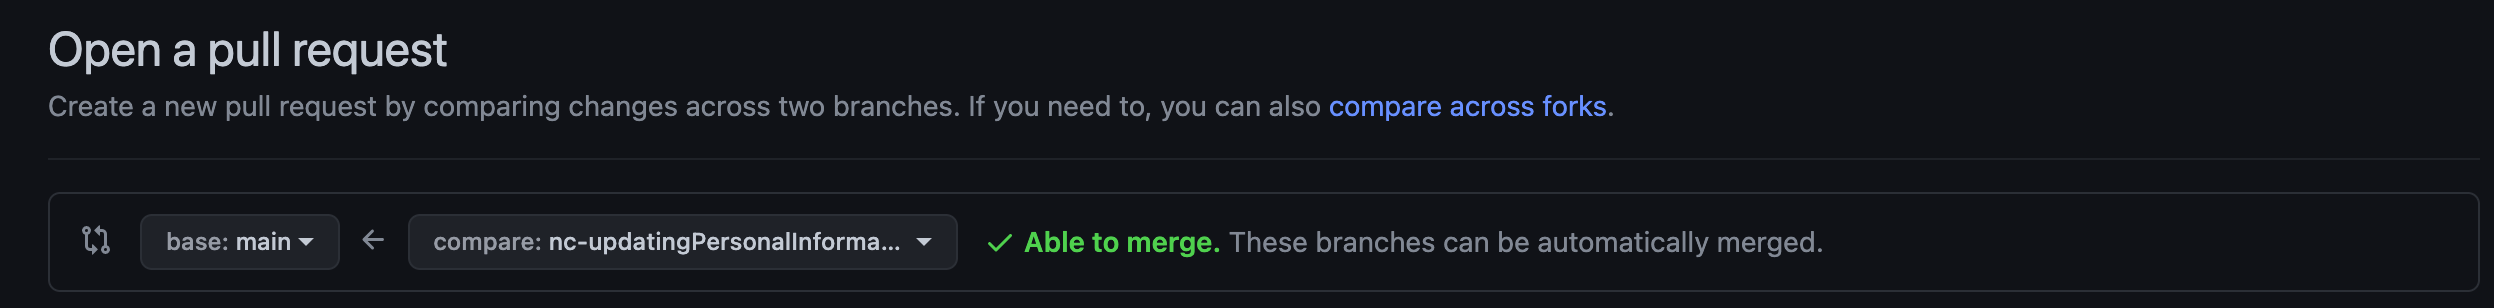 Open a pull request
Create a new pull request by comparing changes across two branches. If you need to, you can also compare across forks.
base: main
compare: nc-updatingPersonalInforma...
Able to merge. These branches can be automatically merged.